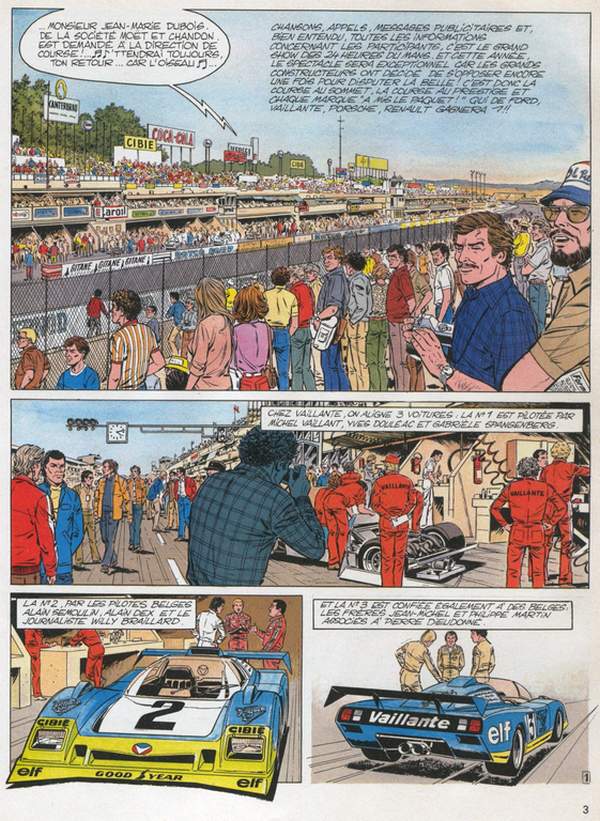 ... MONSIEUR JEAN-MARIE DUBOIS,
DE LA SOCIÉTÉ MOET ET CHANDON,
EST DEMANDÉ À LA DIRECTION DE
COURSE!... ♫♪'TTENDRAI TOUJOURS,
TON RETOUR ... CAR L'OISEAU ♫...
CHANSONS, APPELS, MESSAGES PUBLICITAIRES ET,
BIEN ENTENDU, TOUTES LES INFORMATIONS
CONCERNANT LES PARTICIPANTS. C'EST LE GRAND
SHOW DES 24 HEURES DU MANS. ET CETTE ANNÉE,
LE SPECTACLE SERA EXCEPTIONNEL CAR LES GRANDS
CONSTRUCTEURS ONT DÉCIDÉ DE S'OPPOSER ENCORE
UNE FOIS POUR DISPUTER LA BELLE! C'EST DONC LA
COURSE AU SOMMET. LA COURSE AU PRESTIGE ET
CHAQUE MARQUE "A MIS LE PAQUET!" QUI DE FORD,
VAILLANTE, PORSCHE, RENAULT GAGNERA ?!!
KANTERBRAU
COCA-COLA
CIBIE
CIBIE
Laroil
GITANE GITANE GITANE
CHEZ VAILLANTE, ON ALIGNE 3 VOITURES : LA N°1 EST PILOTÉE PAR
MICHEL VAILLANT, YVES DOULEAC ET GABRIÈLE SPANGENBERG.
VAILLANTE
VAILLANTE
LA N°2, PAR LES PILOTES BELGES
ALAIN SEMOULIN, ALAIN DEX ET LE
JOURNALISTE WILLY BRAILLARD.
2
CIBIE
CIBIE
elf
GOOD YEAR
elf
ET LA N°3 EST CONFIÉE ÉGALEMENT À DES BELGES:
LES FRÈRES JEAN-MICHEL ET PHILIPPE MARTIN
ASSOCIÉS À PIERRE DIEUDONNÉ.
Vaillante
elf
1
3